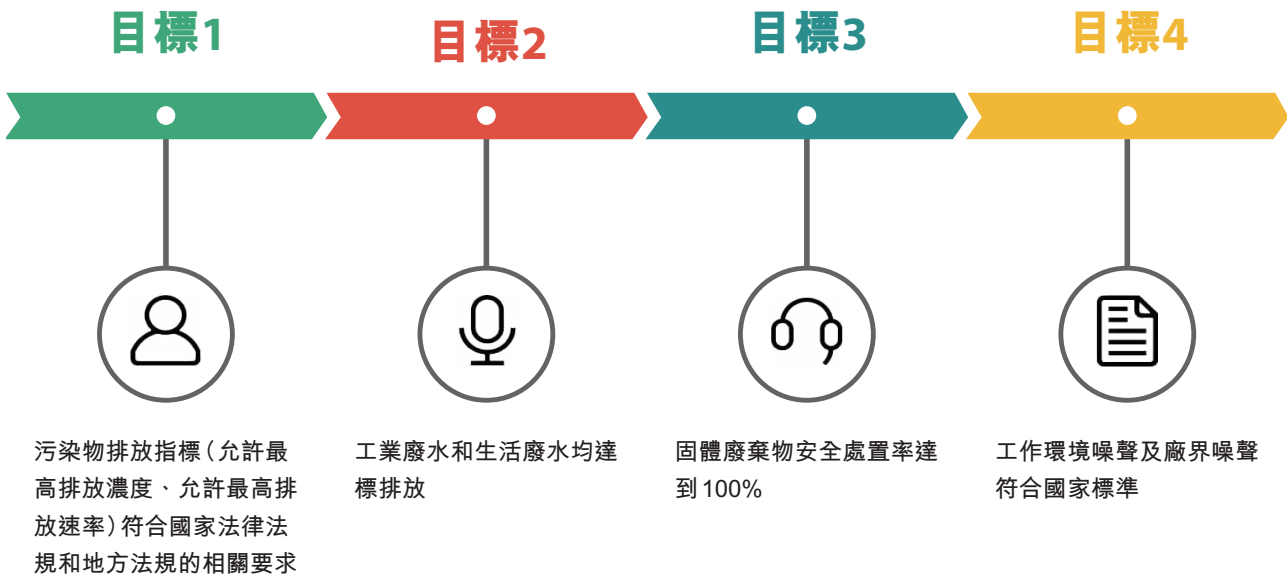 目標1
目標2
目標3
目標4
污染物排放指標（允許最
高排放濃度、允許最高排
放速率）符合國家法律法
規和地方法規的相關要求
工業廢水和生活廢水均達
標排放
固體廢棄物安全處置率達
到100%
工作環境噪聲及廠界噪聲
符合國家標準